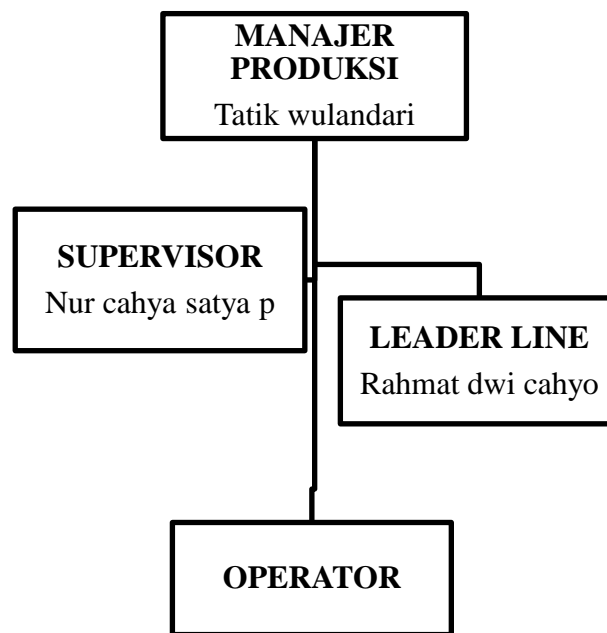 MANAJER
PRODUKSI
Tatik wulandari
SUPERVISOR
Nur cahya satya p
LEADER LINE
Rahmat dwi cahyo
OPERATOR